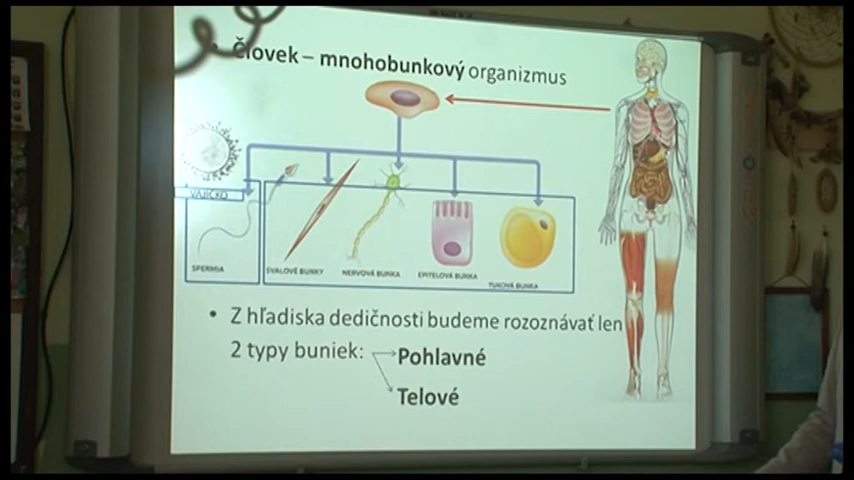 • Človek – mnohobunkový organizmus
VAJÍČKO
SPERMIA
SVALOVÉ BUNKY
NERVOVÁ BUNKA
EPITELOVÁ BUNKA
TUKOVÁ BUNKA
• Z hľadiska dedičnosti budeme rozoznávať len
2 typy buniek:
Pohlavné
Telové